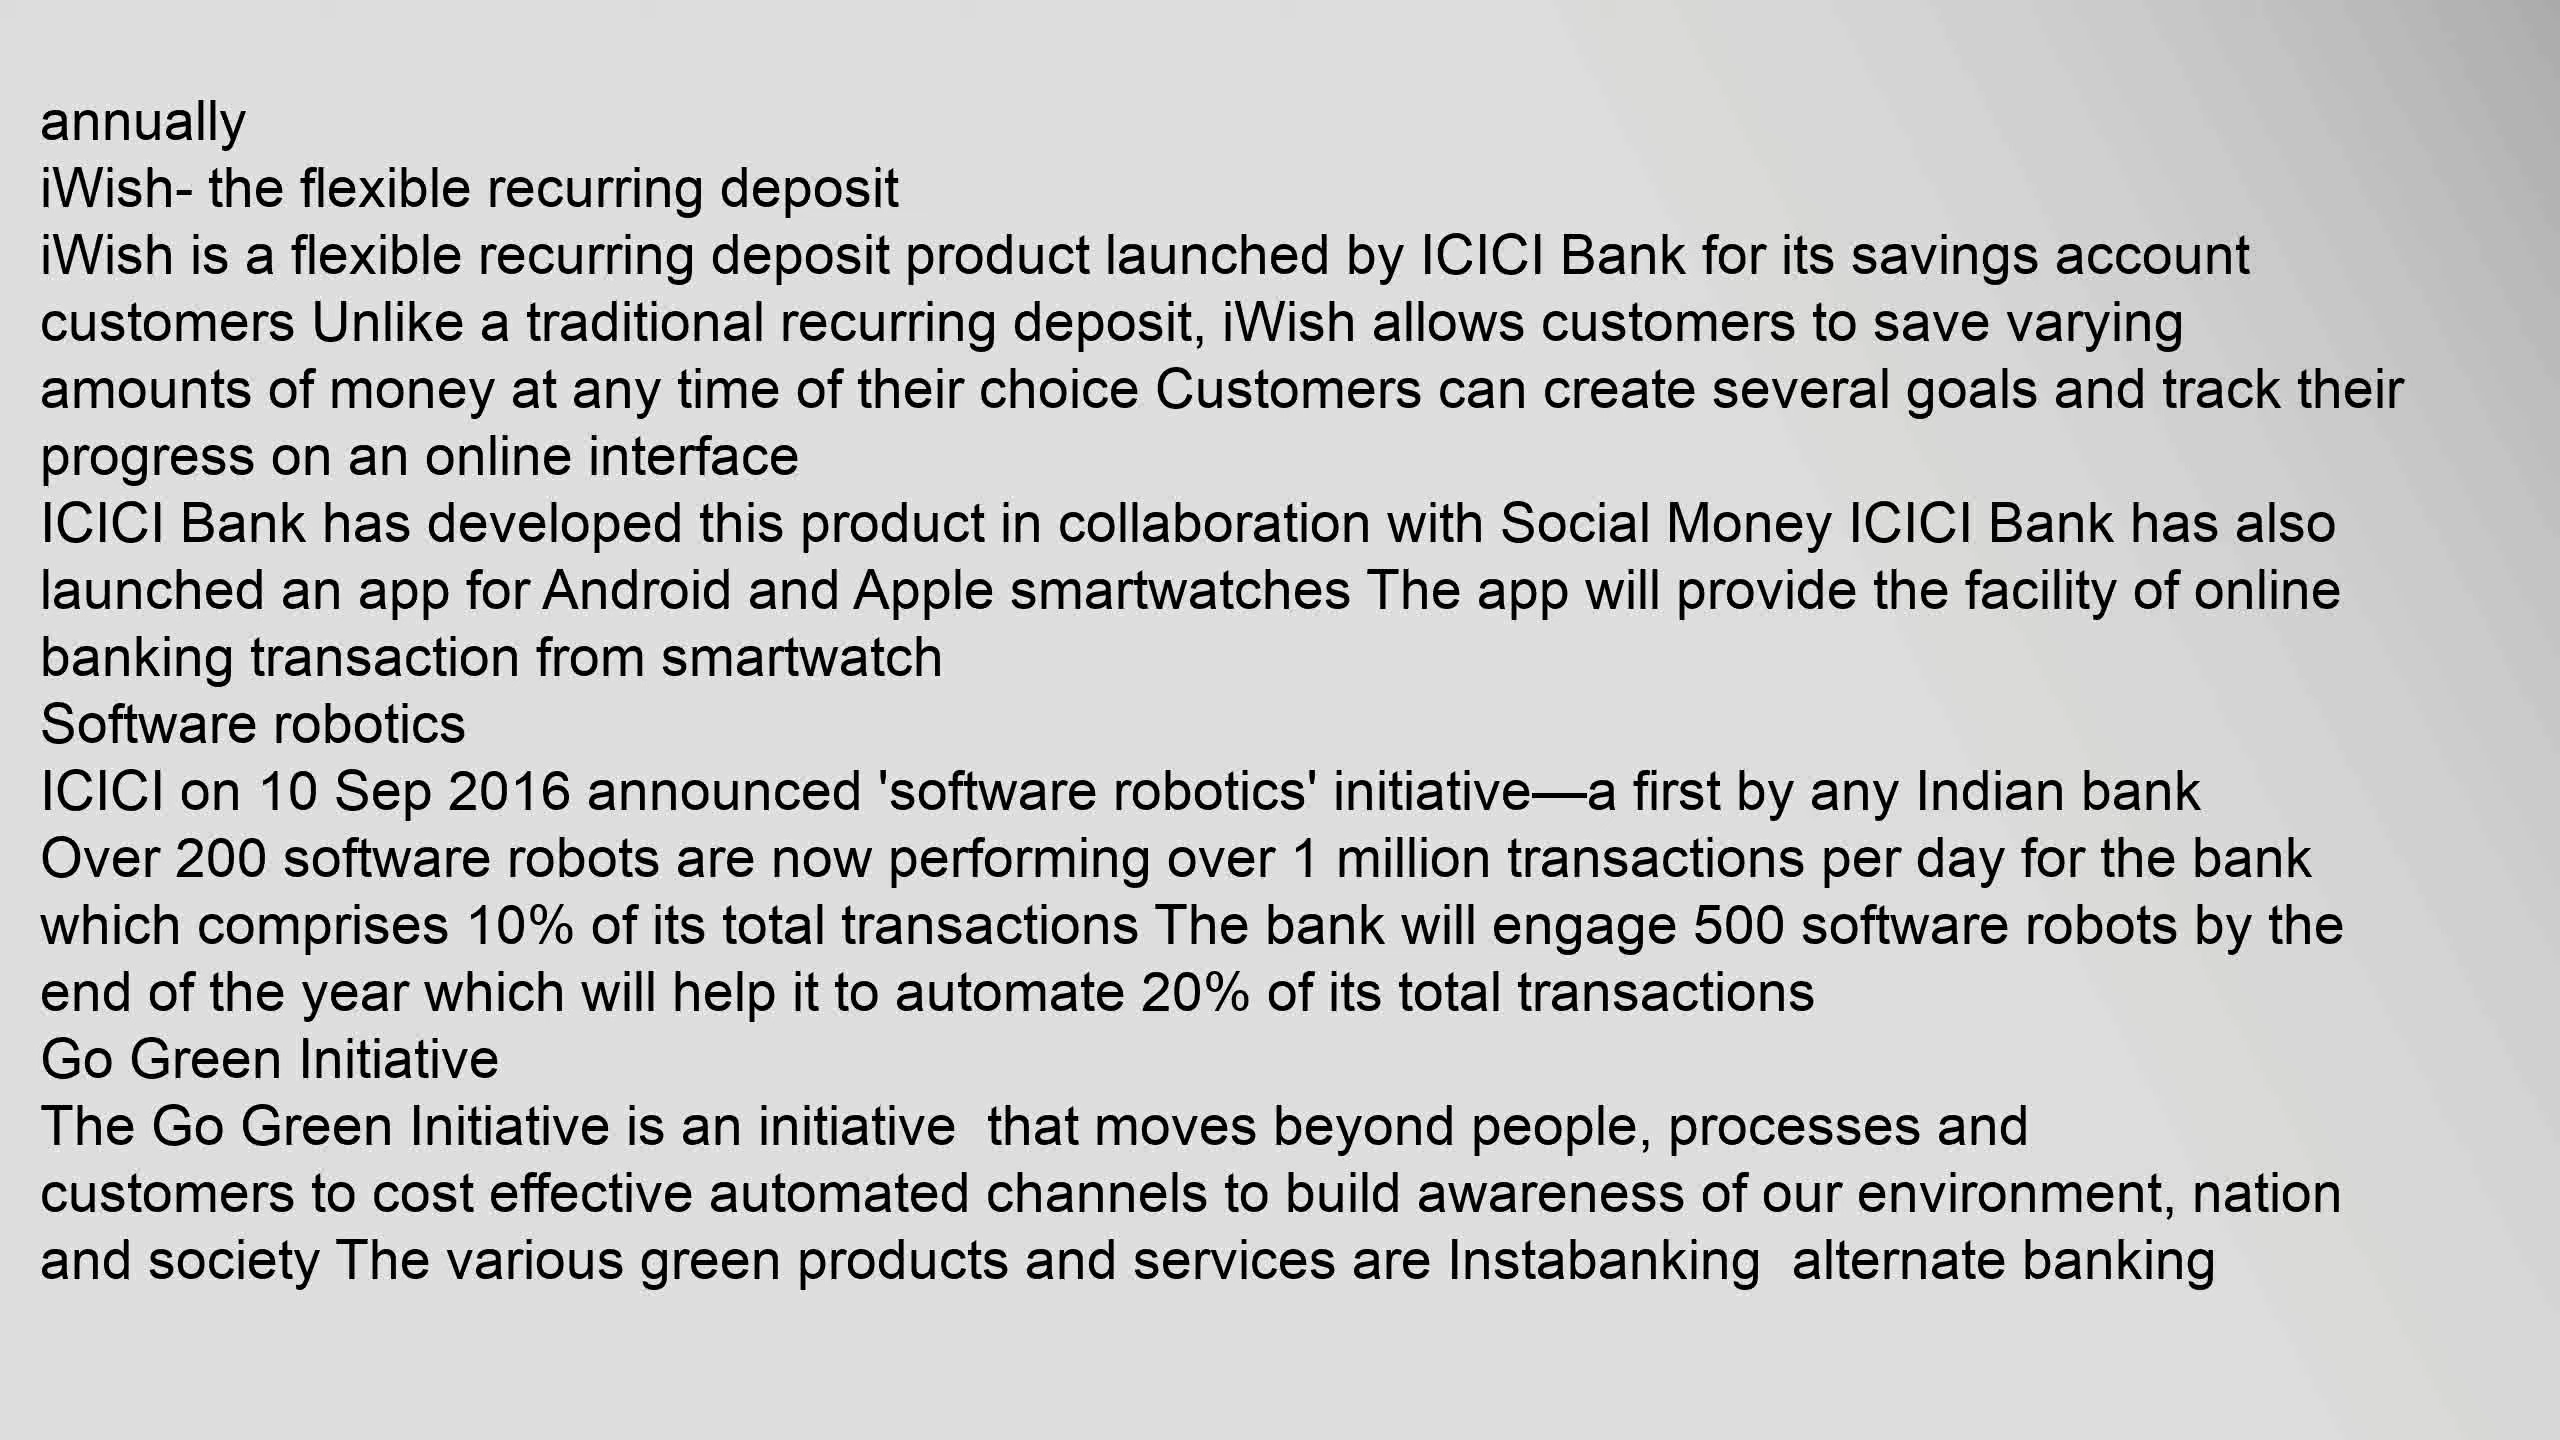 annually
iWish- the flexible recurring deposit
iWish is a flexible recurring deposit product launched by ICICI Bank for its savings account
customers Unlike a traditional recurring deposit, iWish allows customers to save varying
amounts of money at any time of their choice Customers can create several goals and track their
progress on an online interface
ICICI Bank has developed this product in collaboration with Social Money ICICI Bank has also
launched an app for Android and Apple smartwatches The app will provide the facility of online
banking transaction from smartwatch
Software robotics
ICICI on 10 Sep 2016 announced 'software robotics' initiative—a first by any Indian bank
Over 200 software robots are now performing over 1 million transactions per day for the bank
which comprises 10% of its total transactions The bank will engage 500 software robots by the
end of the year which will help it to automate 20% of its total transactions
Go Green Initiative
The Go Green Initiative is an initiative  that moves beyond people, processes and
customers to cost effective automated channels to build awareness of our environment, nation
and society The various green products and services are Instabanking  alternate banking